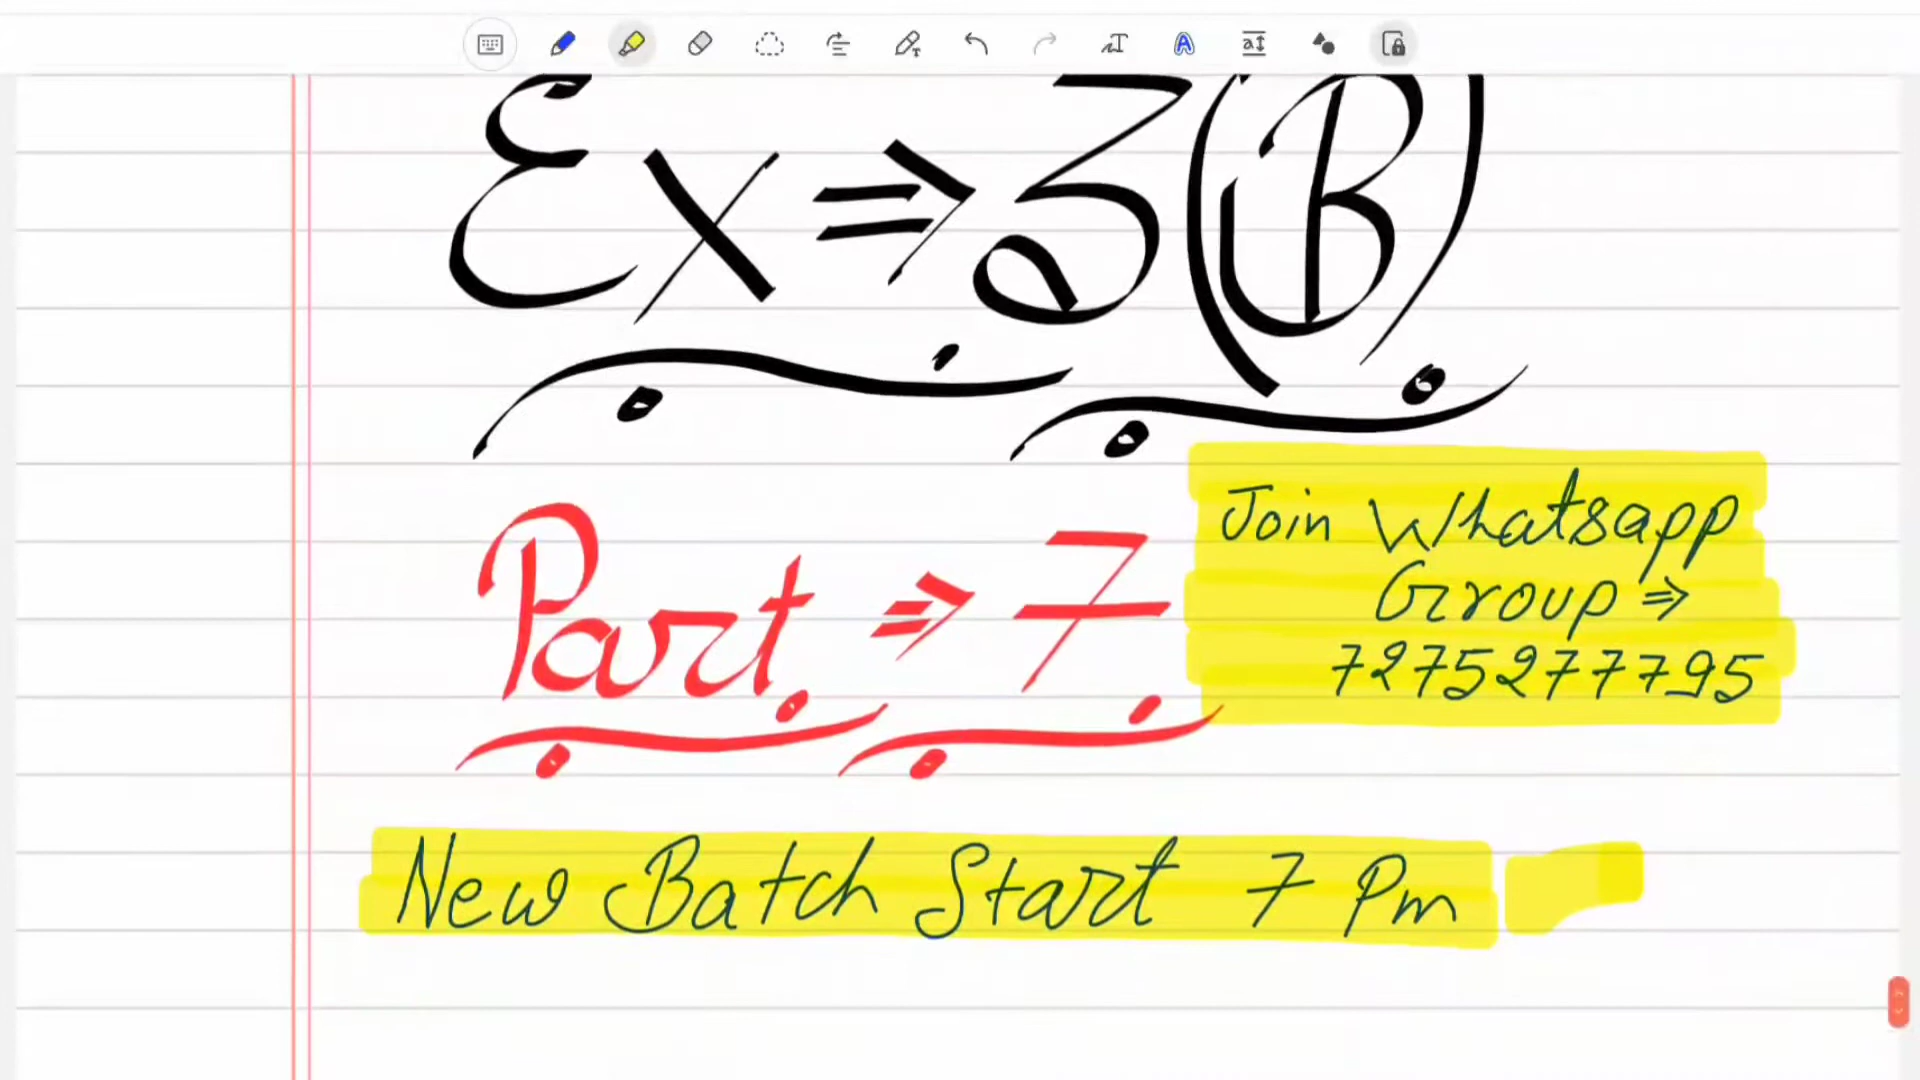 Ex ⇒ 3(B)
Part ⇒ 7
Join Whatsapp
Group ⇒
7275277795
New Batch Start 7 Pm